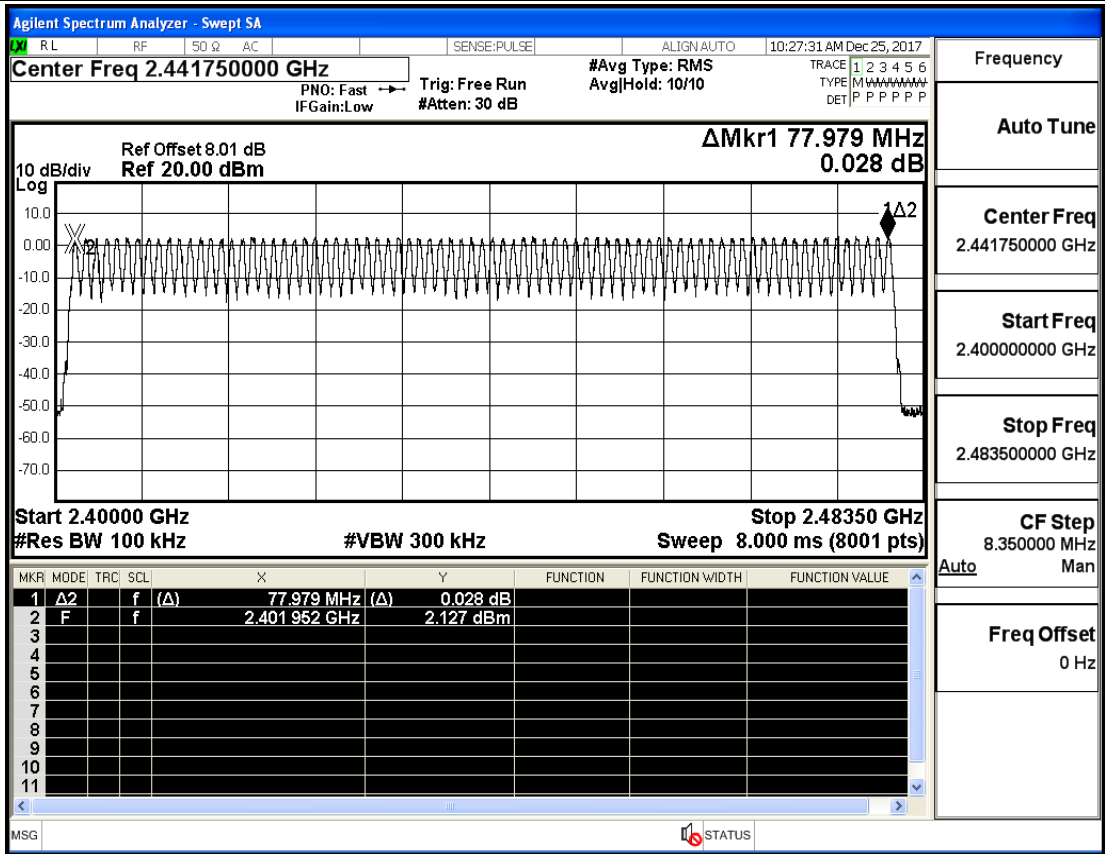 Agilent Spectrum Analyzer - Swept SA
LXI RL RF 50 Ω AC SENSE:PULSE ALIGN AUTO 10:27:31 AM Dec 25, 2017
Center Freq 2.441750000 GHz
PNO: Fast
IFGain:Low
Trig: Free Run
#Atten: 30 dB
#Avg Type: RMS
Avg|Hold: 10/10
TRACE 1 2 3 4 5 6
TYPE M W W W W W
DET P P P P P P
ΔMkr1 77.979 MHz
0.028 dB
Ref Offset 8.01 dB
10 dB/div Ref 20.00 dBm
Log
10.0
0.00
-10.0
-20.0
-30.0
-40.0
-50.0
-60.0
-70.0
2
1Δ2
Start 2.40000 GHz Stop 2.48350 GHz
#Res BW 100 kHz #VBW 300 kHz Sweep 8.000 ms (8001 pts)
MKR MODE TRC SCL X Y FUNCTION FUNCTION WIDTH FUNCTION VALUE
1 Δ2 f (Δ) 77.979 MHz (Δ) 0.028 dB
2 F f 2.401 952 GHz 2.127 dBm
3
4
5
6
7
8
9
10
11
MSG STATUS
Frequency
Auto Tune
Center Freq
2.441750000 GHz
Start Freq
2.400000000 GHz
Stop Freq
2.483500000 GHz
CF Step
8.350000 MHz
Auto Man
Freq Offset
0 Hz